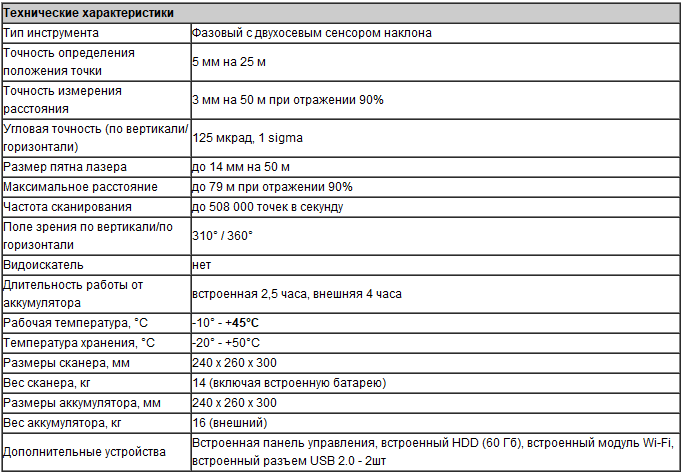 Технические характеристики
Тип инструмента	Фазовый с двухосевым сенсором наклона
Точность определения
положения точки	5 мм на 25 м
Точность измерения
расстояния	3 мм на 50 м при отражении 90%
Угловая точность (по вертикали/
горизонтали)	125 мкрад, 1 sigma
Размер пятна лазера	до 14 мм на 50 м
Максимальное расстояние	до 79 м при отражении 90%
Частота сканирования	до 508 000 точек в секунду
Поле зрения по вертикали/по
горизонтали	310° / 360°
Видоискатель	нет
Длительность работы от
аккумулятора	встроенная 2,5 часа, внешняя 4 часа
Рабочая температура, °C	-10° - +45°C
Температура хранения, °C	-20° - +50°C
Размеры сканера, мм	240 x 260 x 300
Вес сканера, кг	14 (включая встроенную батарею)
Размеры аккумулятора, мм	240 x 260 x 300
Вес аккумулятора, кг	16 (внешний)
Дополнительные устройства	Встроенная панель управления, встроенный HDD (60 Гб), встроенный модуль Wi-Fi,
встроенный разъем USB 2.0 - 2шт